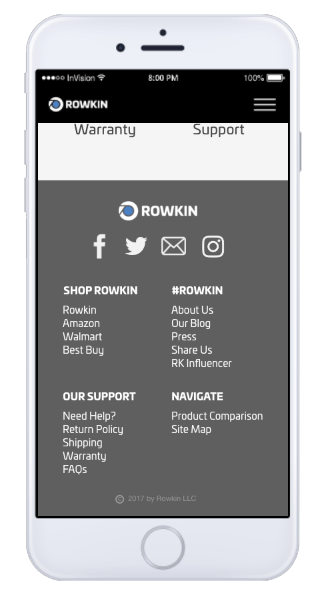 InVision
8:00 PM
100%
ROWKIN
Warranty
Support
ROWKIN
SHOP ROWKIN
Rowkin
Amazon
Walmart
Best Buy
#ROWKIN
About Us
Our Blog
Press
Share Us
RK Influencer
OUR SUPPORT
Need Help?
Return Policy
Shipping
Warranty
FAQs
NAVIGATE
Product Comparison
Site Map
© 2017 by Rowkin LLC